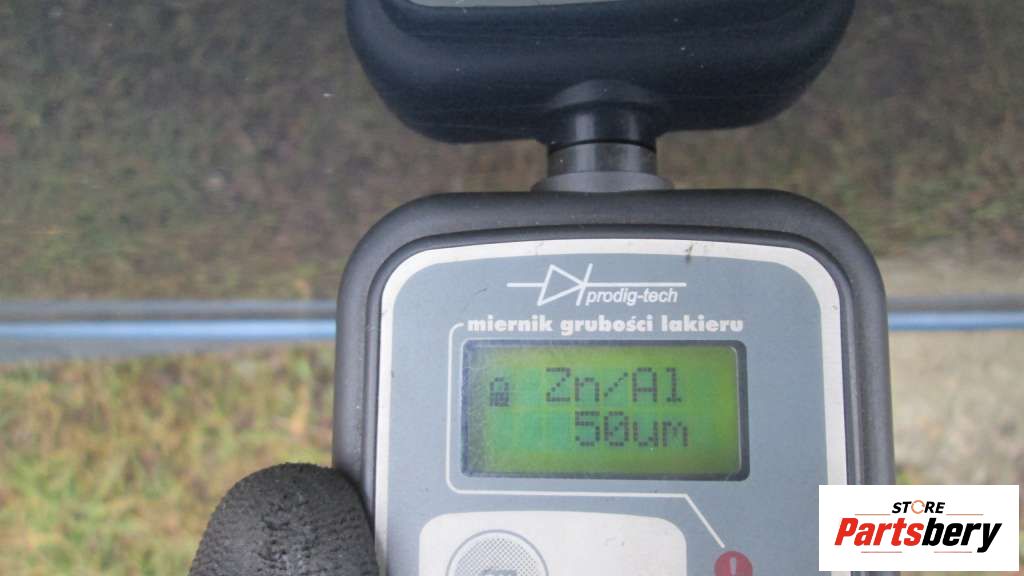 prodig-tech
miernik grubości lakieru
Zn/Al
50um
!
STORE
Partsbery